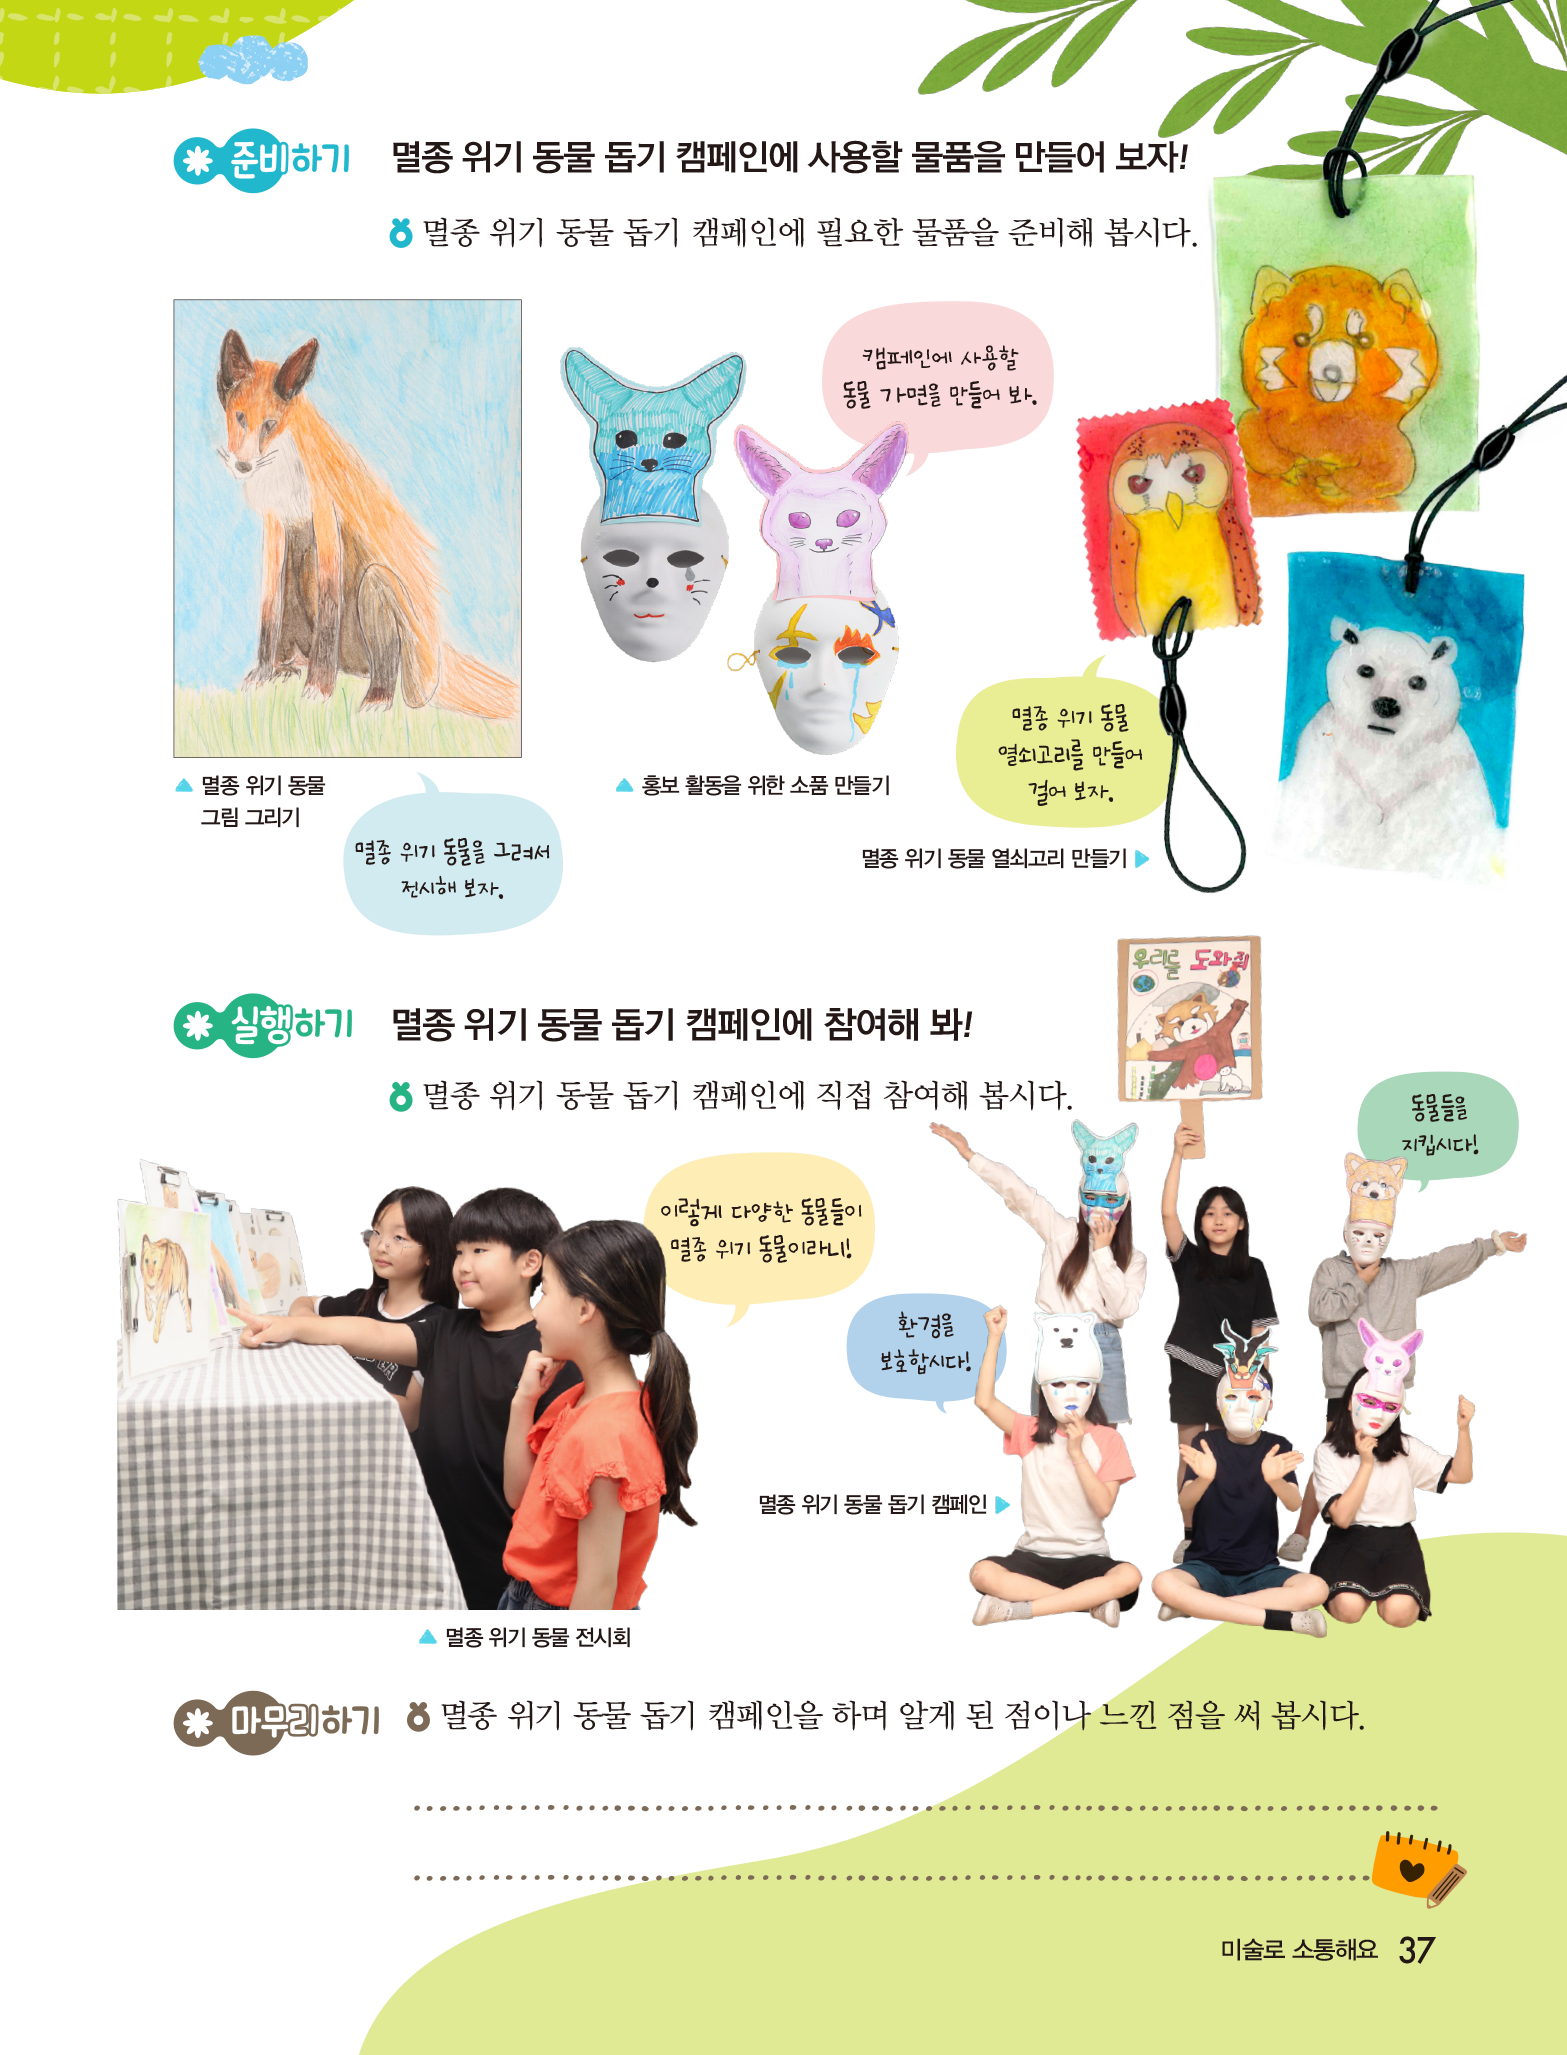 준비하기
멸종 위기 동물 돕기 캠페인에 사용할 물품을 만들어 보자!
멸종 위기 동물 돕기 캠페인에 필요한 물품을 준비해 봅시다.
캠페인에 사용할
동물 가면을 만들어 봐.
멸종 위기 동물
열쇠고리를 만들어
걸어 보자.
멸종 위기 동물
그림 그리기
홍보 활동을 위한 소품 만들기
멸종 위기 동물을 그려서
전시해 보자.
멸종 위기 동물 열쇠고리 만들기
실행하기
멸종 위기 동물 돕기 캠페인에 참여해 봐!
멸종 위기 동물 돕기 캠페인에 직접 참여해 봅시다.
우리를 도와줘
동물들을
지킵시다!
이렇게 다양한 동물들이
멸종 위기 동물이라니!
환경을
보호합시다!
멸종 위기 동물 돕기 캠페인
멸종 위기 동물 전시회
마무리하기
멸종 위기 동물 돕기 캠페인을 하며 알게 된 점이나 느낀 점을 써 봅시다.
미술로 소통해요 37